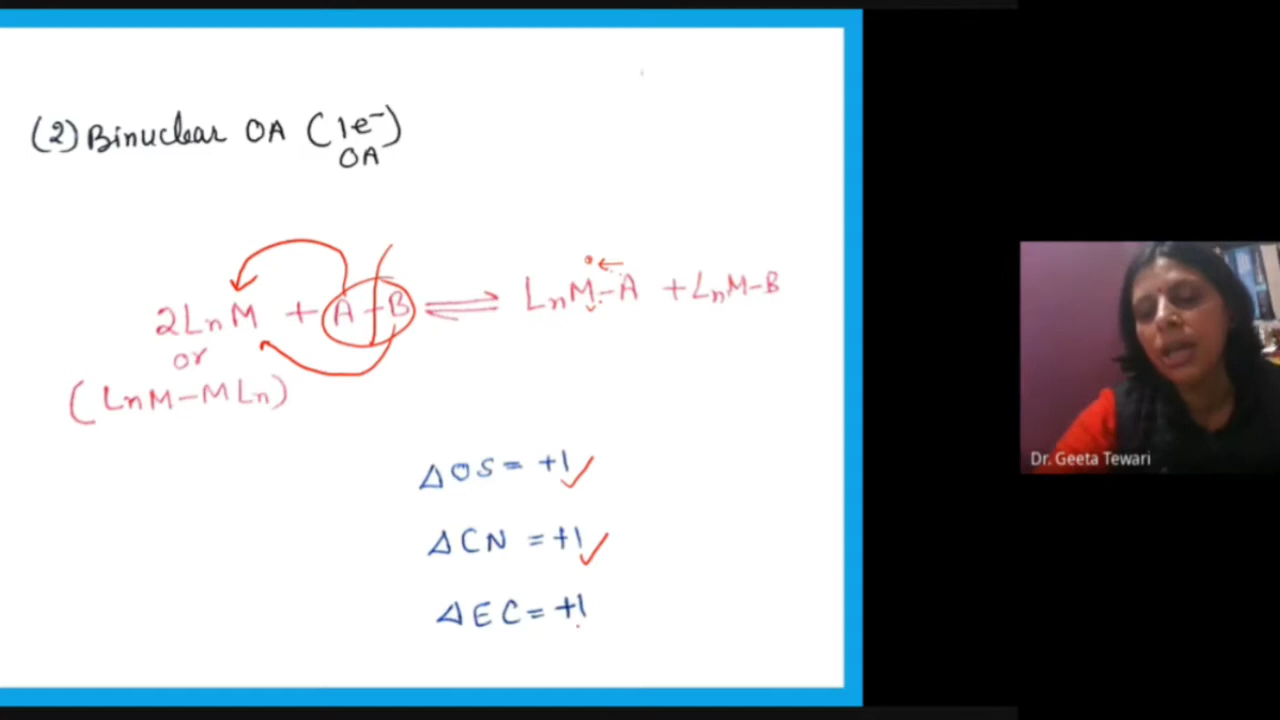 (2) Binuclear OA (1e⁻)
OA
2LnM + A-B ⇌ LnM-A + LnM-B
or
(LnM-MLn)
ΔOS = +1 ✓
ΔCN = +1 ✓
ΔEC = +1
Dr. Geeta Tewari